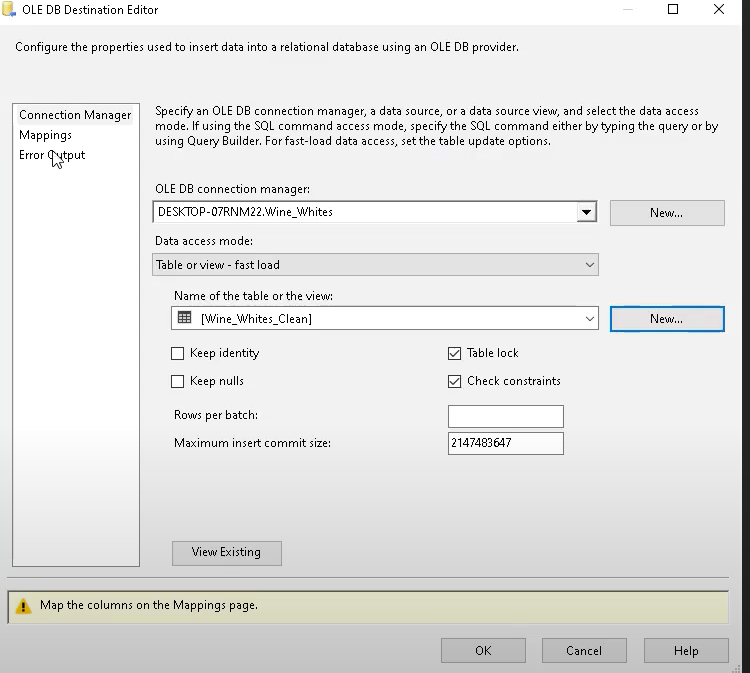 OLE DB Destination Editor
Configure the properties used to insert data into a relational database using an OLE DB provider.
Connection Manager
Mappings
Error Output
Specify an OLE DB connection manager, a data source, or a data source view, and select the data access
mode. If using the SQL command access mode, specify the SQL command either by typing the query or by
using Query Builder. For fast-load data access, set the table update options.
OLE DB connection manager:
DESKTOP-07RNM22.Wine_Whites
New...
Data access mode:
Table or view - fast load
Name of the table or the view:
[Wine_Whites_Clean]
New...
Keep identity
Table lock
Keep nulls
Check constraints
Rows per batch:
Maximum insert commit size:
2147483647
View Existing
Map the columns on the Mappings page.
OK
Cancel
Help